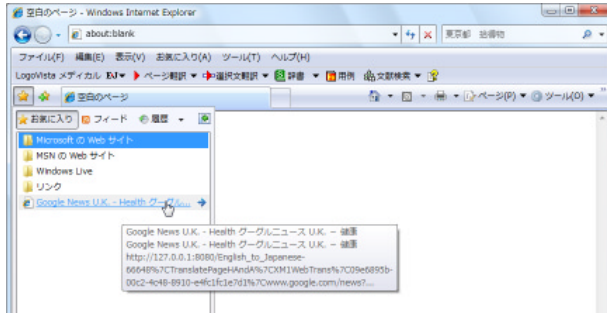 空白のページ - Windows Internet Explorer
about:blank
東京都 拾得物
ファイル(F) 編集(E) 表示(V) お気に入り(A) ツール(T) ヘルプ(H)
LogoVista メディカル EJ ページ翻訳 選択文翻訳 辞書 用例 文献検索
空白のページ
ページ(P) ツール(O)
お気に入り フィード 履歴
Microsoft の Web サイト
MSN の Web サイト
Windows Live
リンク
Google News U.K. - Health グーグル...
Google News U.K. - Health グーグルニュース U.K. – 健康
Google News U.K. - Health グーグルニュース U.K. – 健康
http://127.0.0.1:8080/English_to_Japanese-
66648%7CTranslatePageHAndA%7CXM1WebTrans%7C09e6895b-
00c2-4c48-8910-e4fc1fc1e7d1%7Cwww.google.com/news?...